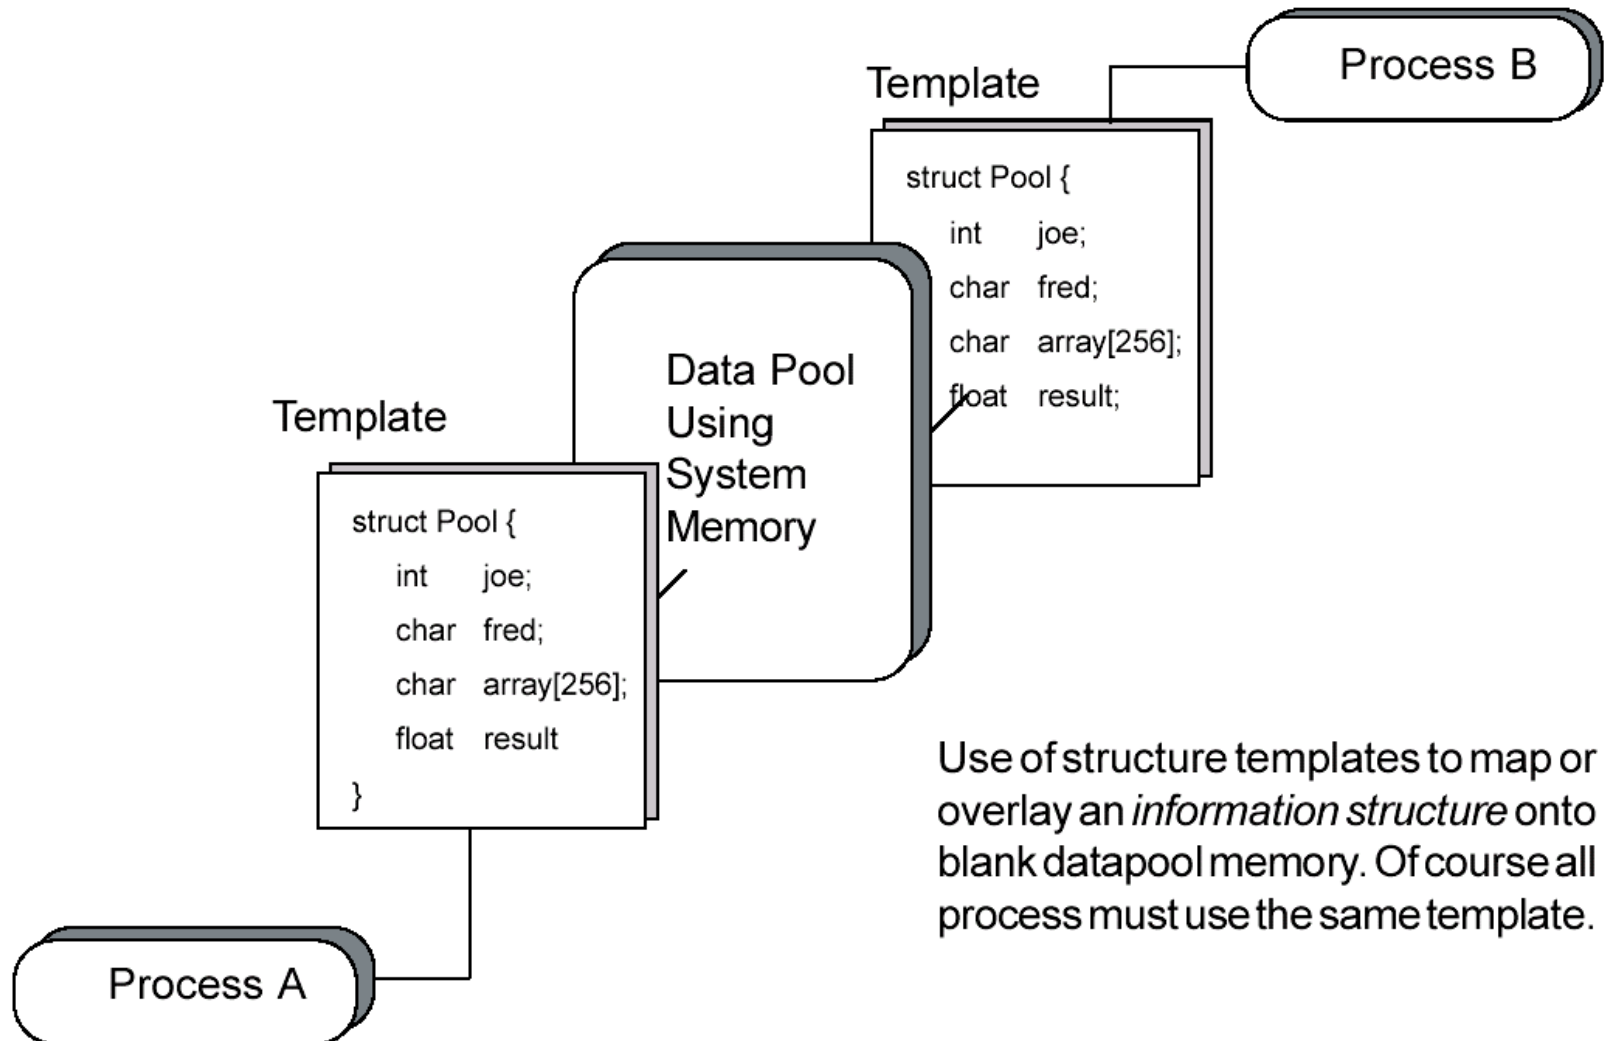 Process B
Template
struct Pool {
int joe;
char fred;
char array[256];
float result;
Data Pool
Using
System
Memory
Template
struct Pool {
int joe;
char fred;
char array[256];
float result
}
Use of structure templates to map or
overlay an information structure onto
blank datapool memory. Of course all
process must use the same template.
Process A